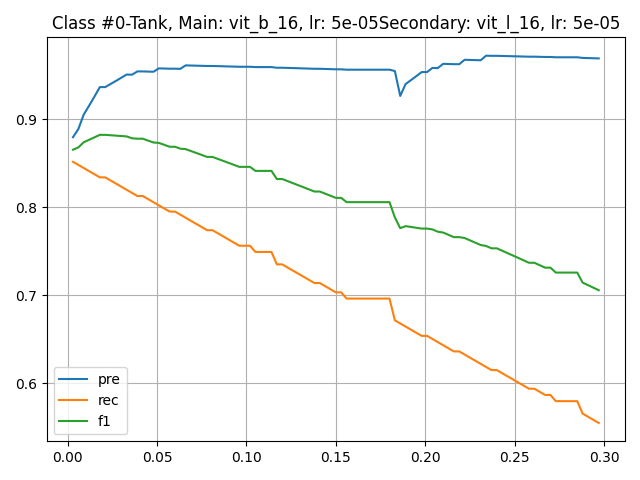 Class #0-Tank, Main: vit_b_16, lr: 5e-05Secondary: vit_l_16, lr: 5e-05
0.9
0.8
0.7
0.6
pre
rec
f1
0.00 0.05 0.10 0.15 0.20 0.25 0.30